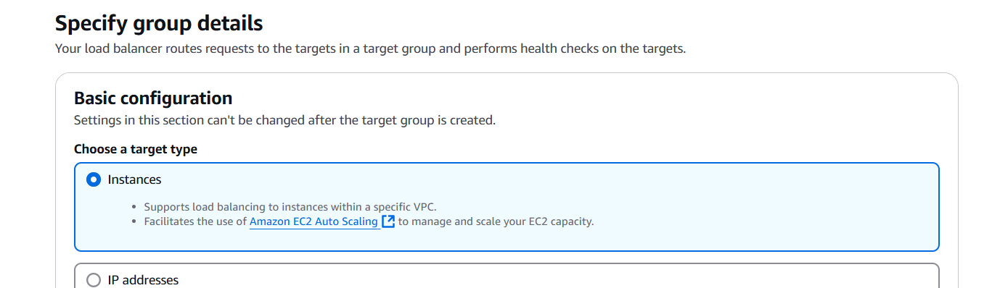 Specify group details
Your load balancer routes requests to the targets in a target group and performs health checks on the targets.
Basic configuration
Settings in this section can't be changed after the target group is created.
Choose a target type
Instances
• Supports load balancing to instances within a specific VPC.
• Facilitates the use of Amazon EC2 Auto Scaling to manage and scale your EC2 capacity.
IP addresses